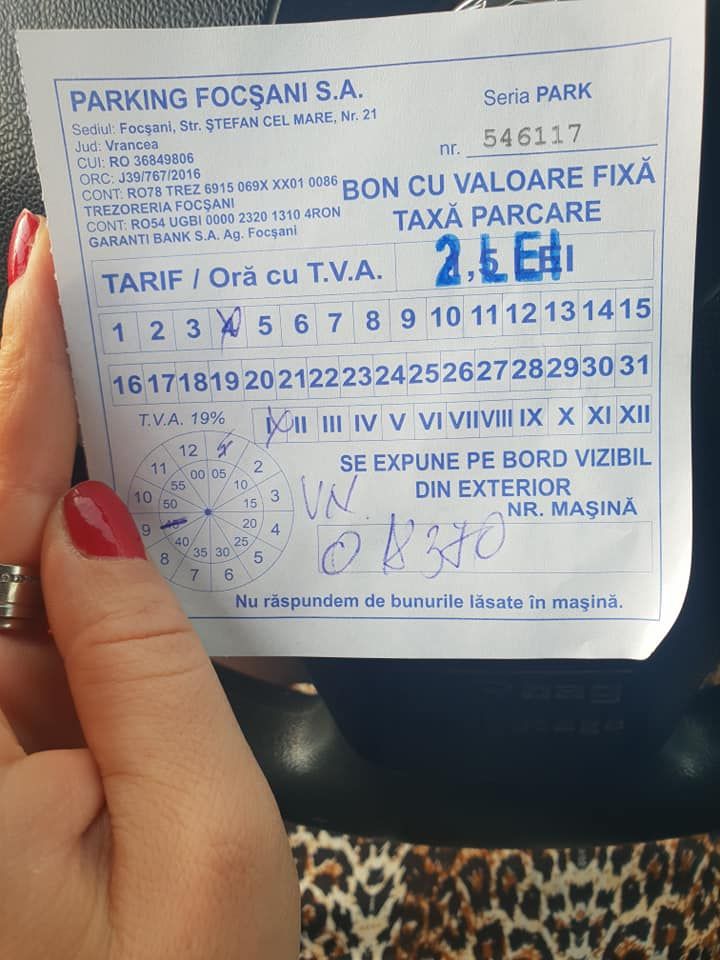 PARKING FOCŞANI S.A.
Seria PARK
Sediul: Focşani, Str. ŞTEFAN CEL MARE, Nr. 21
Jud: Vrancea
nr. 546117
CUI: RO 36849806
ORC: J39/767/2016
CONT: RO78 TREZ 6915 069X XX01 0086
TREZORERIA FOCŞANI
CONT: RO54 UGBI 0000 2320 1310 4RON
GARANTI BANK S.A. Ag. Focşani
BON CU VALOARE FIXĂ
TAXĂ PARCARE
TARIF / Oră cu T.V.A. 2, LEI
1 2 3 4 5 6 7 8 9 10 11 12 13 14 15
16 17 18 19 20 21 22 23 24 25 26 27 28 29 30 31
T.V.A. 19%
I II III IV V VI VII VIII IX X XI XII
12 2 3 4 5 6 7 8 9 10 11
00 05 10 15 20 25 30 35 40 50 55
SE EXPUNE PE BORD VIZIBIL
DIN EXTERIOR
NR. MAŞINĂ
VN
370
Nu răspundem de bunurile lăsate în maşină.